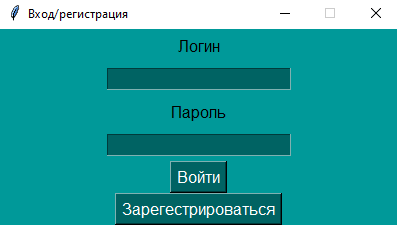 Вход/регистрация
Логин
Пароль
Войти
Зарегестрироваться